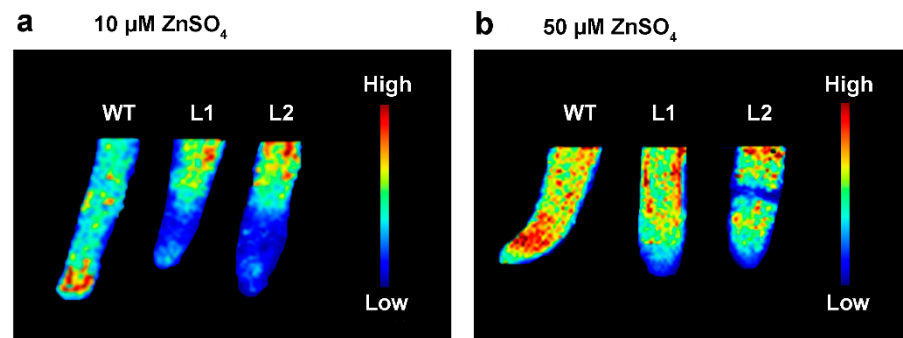 a 10 µM ZnSO₄
WT L1 L2
High
Low
b 50 µM ZnSO₄
WT L1 L2
High
Low